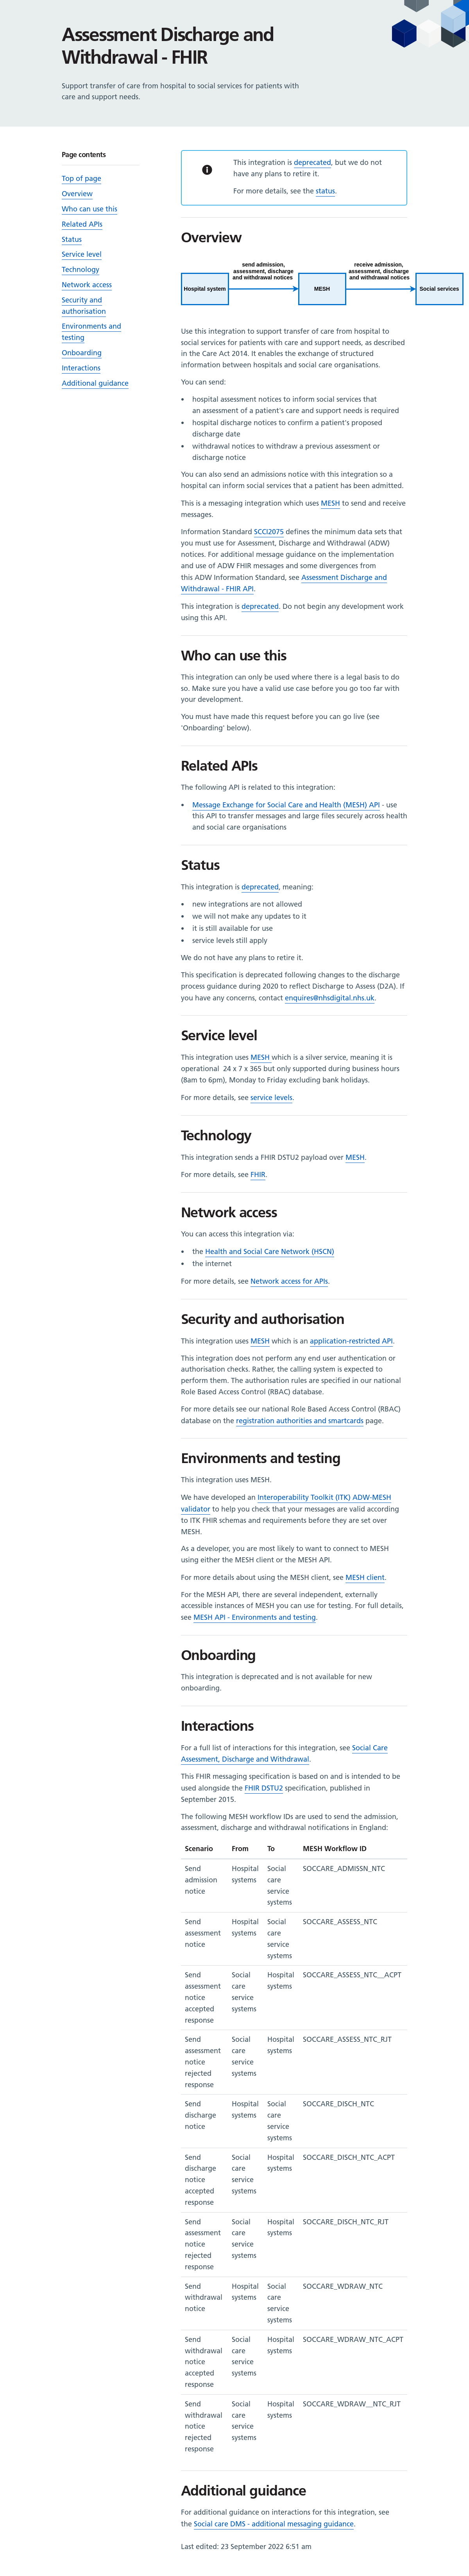 Assessment Discharge and
Withdrawal - FHIR
Support transfer of care from hospital to social services for patients with
care and support needs.
Page contents
Top of page
Overview
Who can use this
Related APIs
Status
Service level
Technology
Network access
Security and
authorisation
Environments and
testing
Onboarding
Interactions
Additional guidance
This integration is deprecated, but we do not
have any plans to retire it.
For more details, see the status.
Overview
send admission,
assessment, discharge
and withdrawal notices
receive admission,
assessment, discharge
and withdrawal notices
Hospital system
MESH
Social services
Use this integration to support transfer of care from hospital to
social services for patients with care and support needs, as described
in the Care Act 2014. It enables the exchange of structured
information between hospitals and social care organisations.
You can send:
• hospital assessment notices to inform social services that
an assessment of a patient's care and support needs is required
• hospital discharge notices to confirm a patient's proposed
discharge date
• withdrawal notices to withdraw a previous assessment or
discharge notice
You can also send an admissions notice with this integration so a
hospital can inform social services that a patient has been admitted.
This is a messaging integration which uses MESH to send and receive
messages.
Information Standard SCCI2075 defines the minimum data sets that
you must use for Assessment, Discharge and Withdrawal (ADW)
notices. For additional message guidance on the implementation
and use of ADW FHIR messages and some divergences from
this ADW Information Standard, see Assessment Discharge and
Withdrawal - FHIR API.
This integration is deprecated. Do not begin any development work
using this API.
Who can use this
This integration can only be used where there is a legal basis to do
so. Make sure you have a valid use case before you go too far with
your development.
You must have made this request before you can go live (see
'Onboarding' below).
Related APIs
The following API is related to this integration:
• Message Exchange for Social Care and Health (MESH) API - use
this API to transfer messages and large files securely across health
and social care organisations
Status
This integration is deprecated, meaning:
• new integrations are not allowed
• we will not make any updates to it
• it is still available for use
• service levels still apply
We do not have any plans to retire it.
This specification is deprecated following changes to the discharge
process guidance during 2020 to reflect Discharge to Assess (D2A). If
you have any concerns, contact enquires@nhsdigital.nhs.uk.
Service level
This integration uses MESH which is a silver service, meaning it is
operational 24 x 7 x 365 but only supported during business hours
(8am to 6pm), Monday to Friday excluding bank holidays.
For more details, see service levels.
Technology
This integration sends a FHIR DSTU2 payload over MESH.
For more details, see FHIR.
Network access
You can access this integration via:
• the Health and Social Care Network (HSCN)
• the internet
For more details, see Network access for APIs.
Security and authorisation
This integration uses MESH which is an application-restricted API.
This integration does not perform any end user authentication or
authorisation checks. Rather, the calling system is expected to
perform them. The authorisation rules are specified in our national
Role Based Access Control (RBAC) database.
For more details see our national Role Based Access Control (RBAC)
database on the registration authorities and smartcards page.
Environments and testing
This integration uses MESH.
We have developed an Interoperability Toolkit (ITK) ADW-MESH
validator to help you check that your messages are valid according
to ITK FHIR schemas and requirements before they are set over
MESH.
As a developer, you are most likely to want to connect to MESH
using either the MESH client or the MESH API.
For more details about using the MESH client, see MESH client.
For the MESH API, there are several independent, externally
accessible instances of MESH you can use for testing. For full details,
see MESH API - Environments and testing.
Onboarding
This integration is deprecated and is not available for new
onboarding.
Interactions
For a full list of interactions for this integration, see Social Care
Assessment, Discharge and Withdrawal.
This FHIR messaging specification is based on and is intended to be
used alongside the FHIR DSTU2 specification, published in
September 2015.
The following MESH workflow IDs are used to send the admission,
assessment, discharge and withdrawal notifications in England:
Scenario From To MESH Workflow ID
Send Hospital Social SOCCARE_ADMISSN_NTC
admission systems care
notice service
systems
Send Hospital Social SOCCARE_ASSESS_NTC
assessment systems care
notice service
systems
Send Social Hospital SOCCARE_ASSESS_NTC__ACPT
assessment care systems
notice service
accepted systems
response
Send Social Hospital SOCCARE_ASSESS_NTC_RJT
assessment care systems
notice service
rejected systems
response
Send Hospital Social SOCCARE_DISCH_NTC
discharge systems care
notice service
systems
Send Social Hospital SOCCARE_DISCH_NTC_ACPT
discharge care systems
notice service
accepted systems
response
Send Social Hospital SOCCARE_DISCH_NTC_RJT
assessment care systems
notice service
rejected systems
response
Send Hospital Social SOCCARE_WDRAW_NTC
withdrawal systems care
notice service
systems
Send Social Hospital SOCCARE_WDRAW_NTC_ACPT
withdrawal care systems
notice service
accepted systems
response
Send Social Hospital SOCCARE_WDRAW__NTC_RJT
withdrawal care systems
notice service
rejected systems
response
Additional guidance
For additional guidance on interactions for this integration, see
the Social care DMS - additional messaging guidance.
Last edited: 23 September 2022 6:51 am